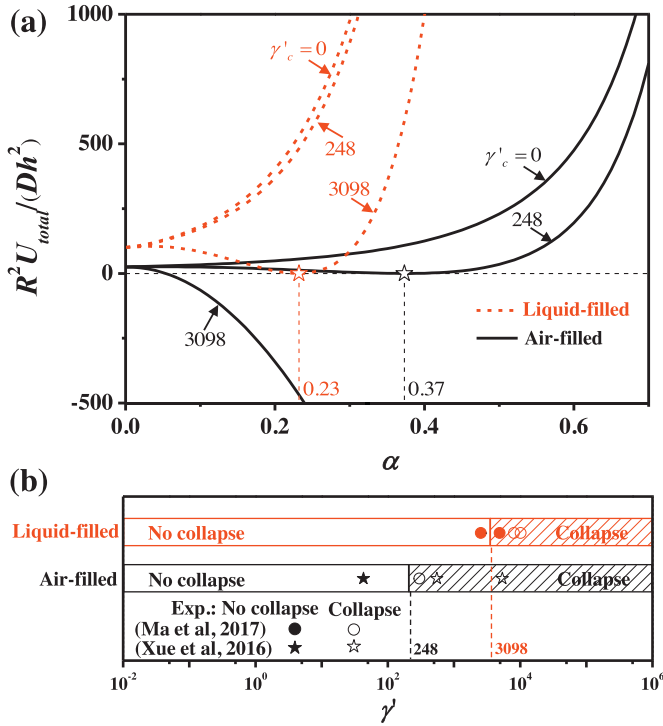 (a)
1000
500
0
-500
R²U_total/(Dh²)
γ'_c = 0
248
3098
γ'_c = 0
248
3098
Liquid-filled
Air-filled
0.23
0.37
0.0
0.2
0.4
0.6
α
(b)
Liquid-filled
No collapse
Collapse
Air-filled
No collapse
Collapse
Exp.: No collapse Collapse
(Ma et al, 2017)
(Xue et al, 2016)
248
3098
10⁻²
10⁰
10²
10⁴
10⁶
γ'